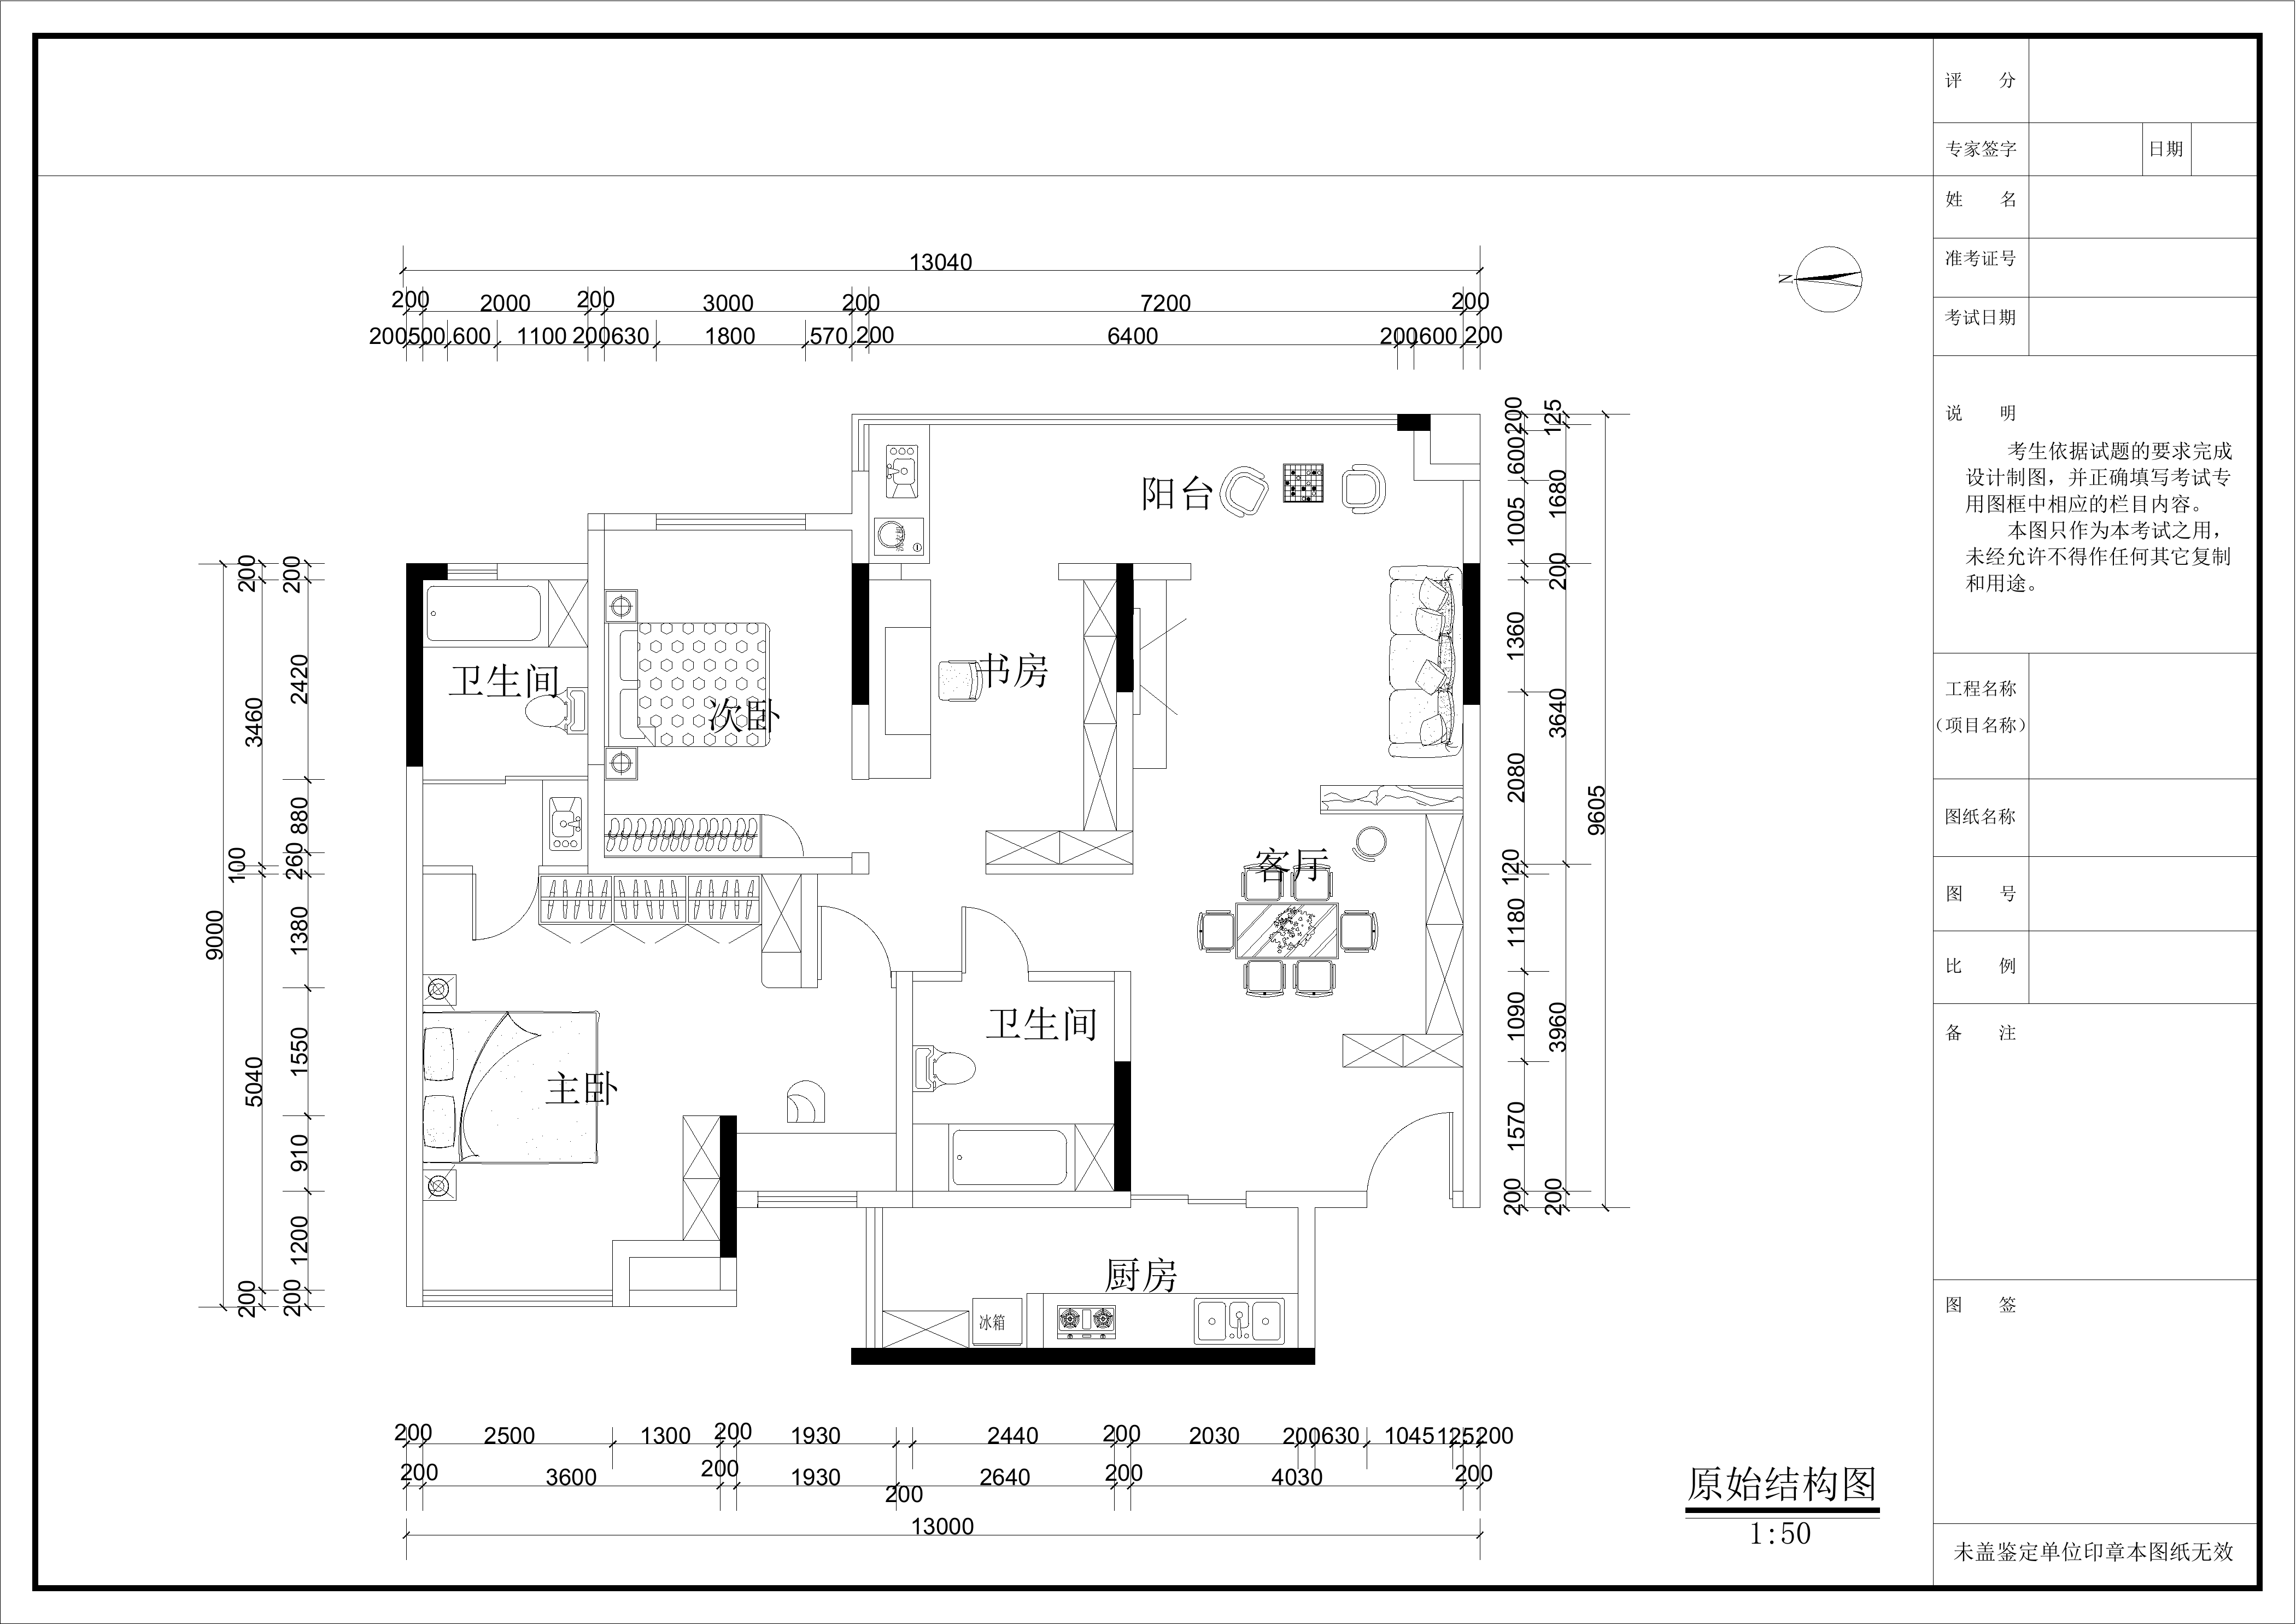 评 分
专家签字
日期
姓 名
准考证号
考试日期
说 明
考生依据试题的要求完成
设计制图，并正确填写考试专
用图框中相应的栏目内容。
本图只作为本考试之用，
未经允许不得作任何其它复制
和用途。
工程名称
（项目名称）
图纸名称
图 号
比 例
备 注
图 签
未盖鉴定单位印章本图纸无效
N
13040
200 2000 200 3000 200 7200 200
200 500 600 1100 200 630 1800 570 200 6400 200 600 200
阳台
卫生间
次卧
书房
客厅
卫生间
主卧
厨房
冰箱
9000
200 3460 100 5040 200
200 2420 880 260 1380 1550 910 1200 200
200 600 1005 1360 2080 120 1180 1090 1570 200
125 1680 200 3640 3960 200
9605
200 2500 1300 200 1930 2440 200 2030 200 630 1045 125 200
200 3600 200 1930 200 2640 200 4030 200
13000
原始结构图
1:50